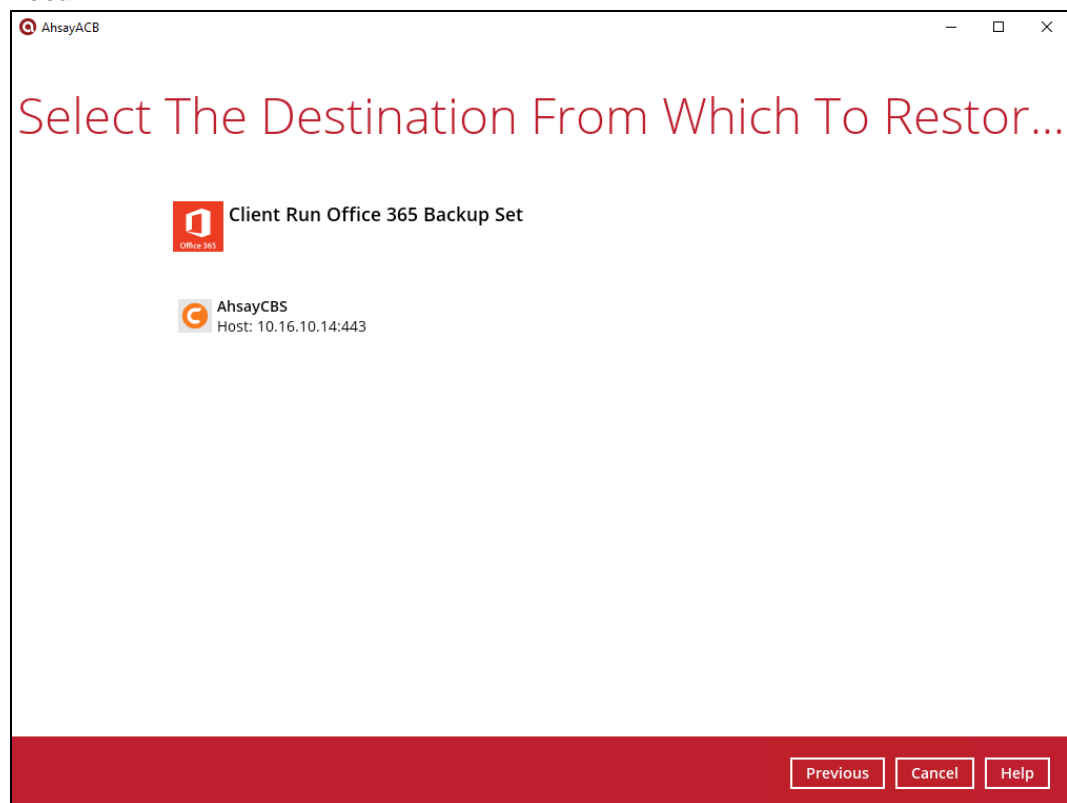 AhsayACB
Select The Destination From Which To Restor...
Client Run Office 365 Backup Set
Office 365
AhsayCBS
Host: 10.16.10.14:443
Previous Cancel Help